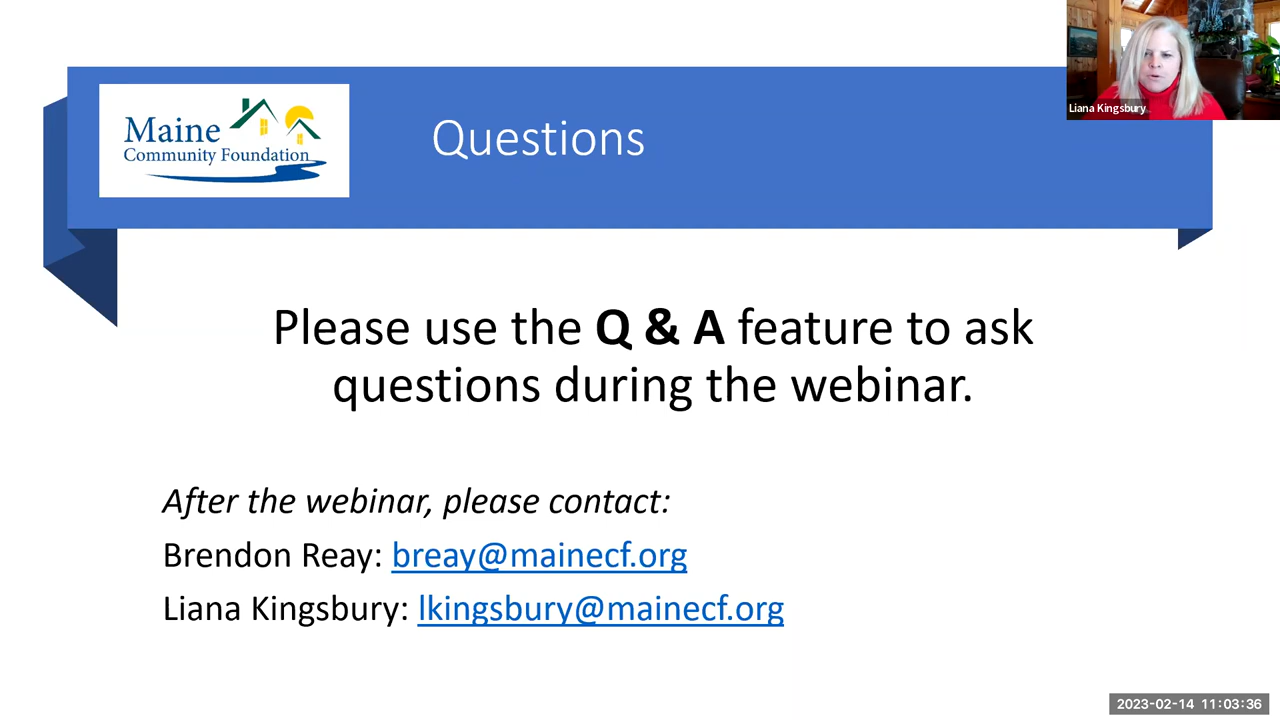 Maine
Community Foundation
Questions
Liana Kingsbury
Please use the Q & A feature to ask
questions during the webinar.
After the webinar, please contact:
Brendon Reay: breay@mainecf.org
Liana Kingsbury: lkingsbury@mainecf.org
2023-02-14 11:03:36